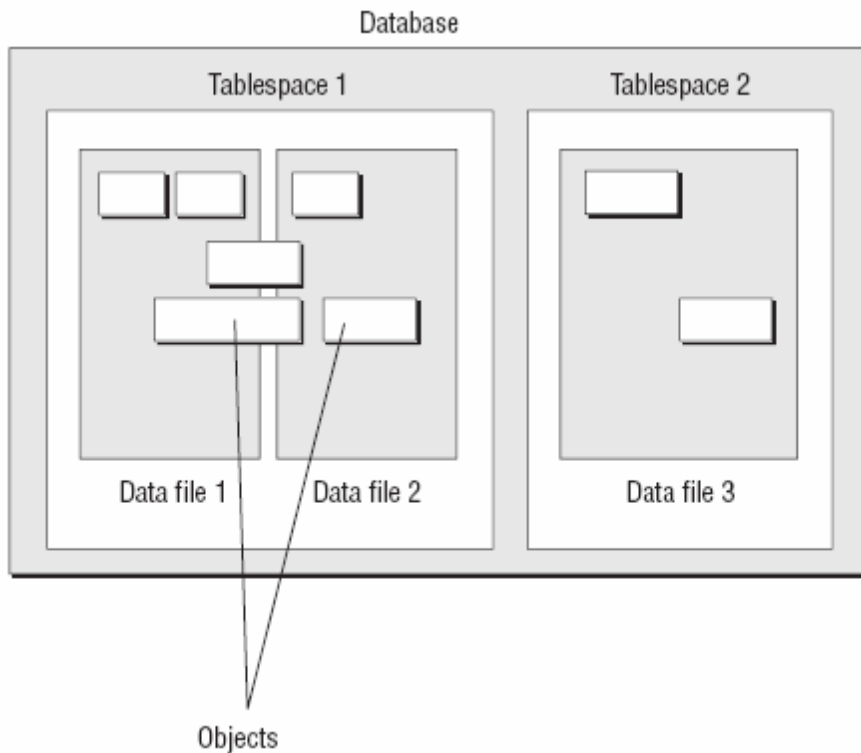 Database
Tablespace 1
Tablespace 2
Data file 1
Data file 2
Data file 3
Objects